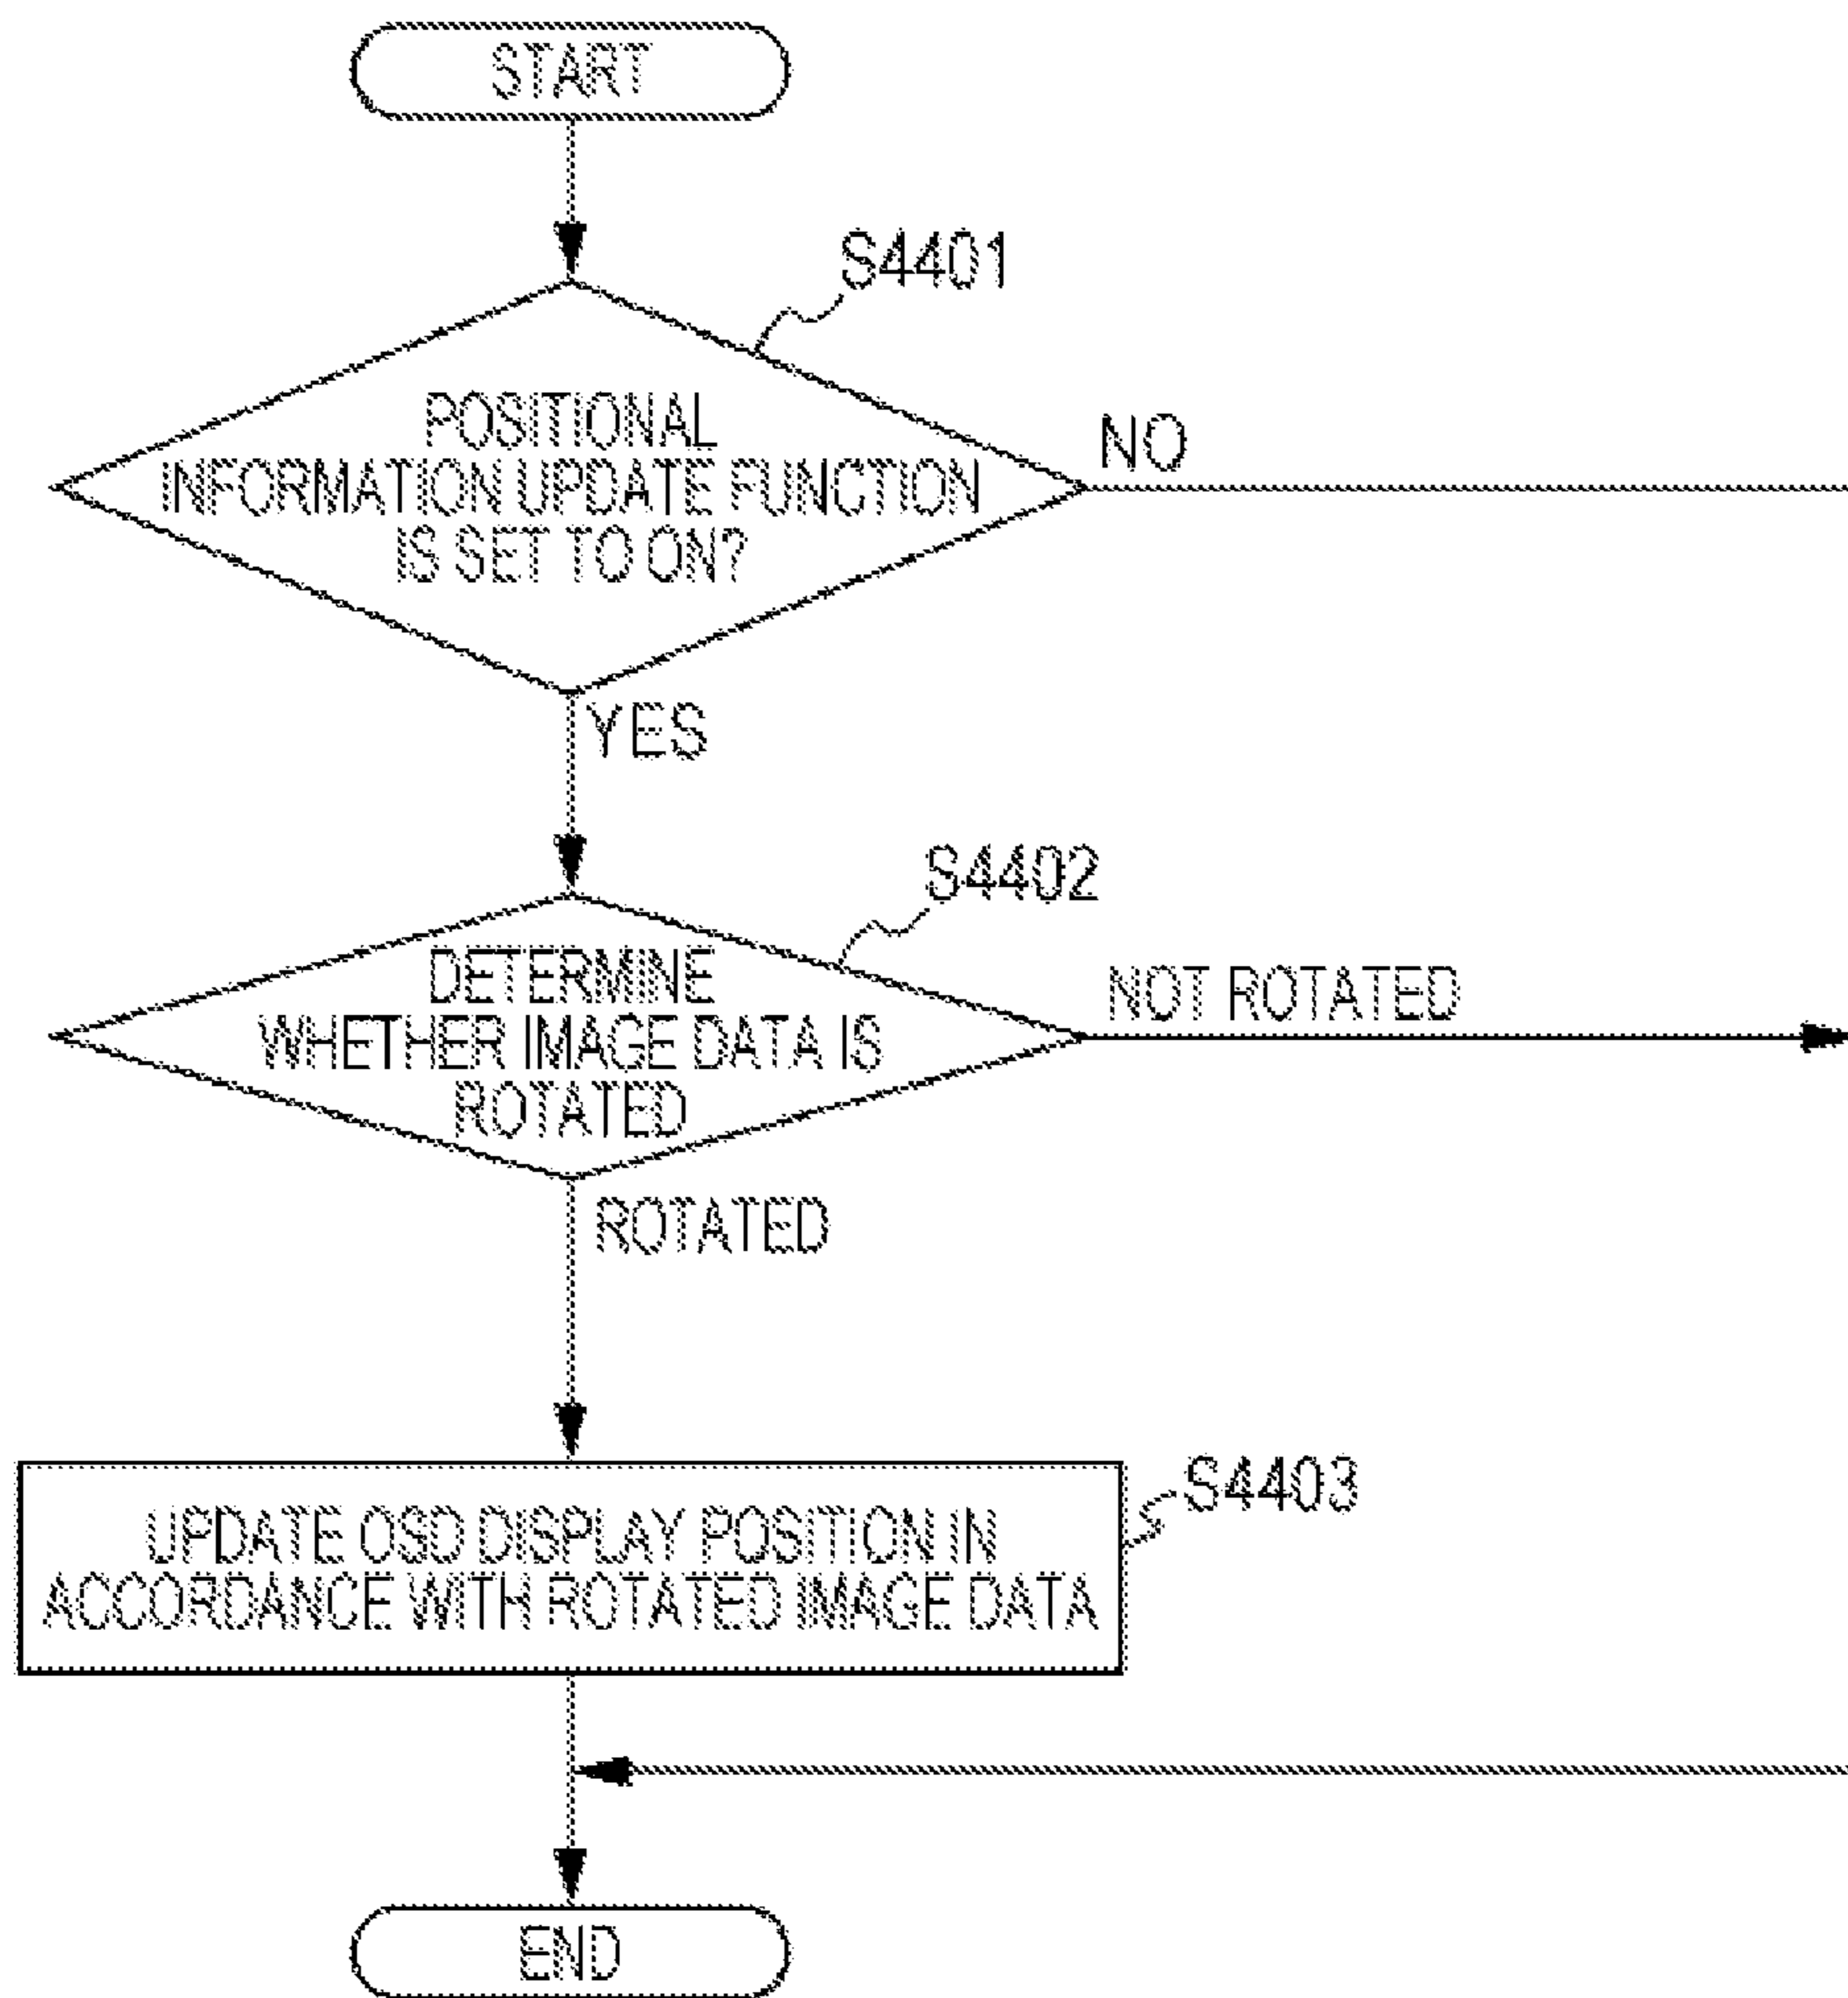 START
S4401
POSITIONAL
INFORMATION UPDATE FUNCTION
IS SET TO ON?
NO
YES
S4402
DETERMINE
WHETHER IMAGE DATA IS
ROTATED
NOT ROTATED
ROTATED
S4403
UPDATE OSD DISPLAY POSITION IN
ACCORDANCE WITH ROTATED IMAGE DATA
END